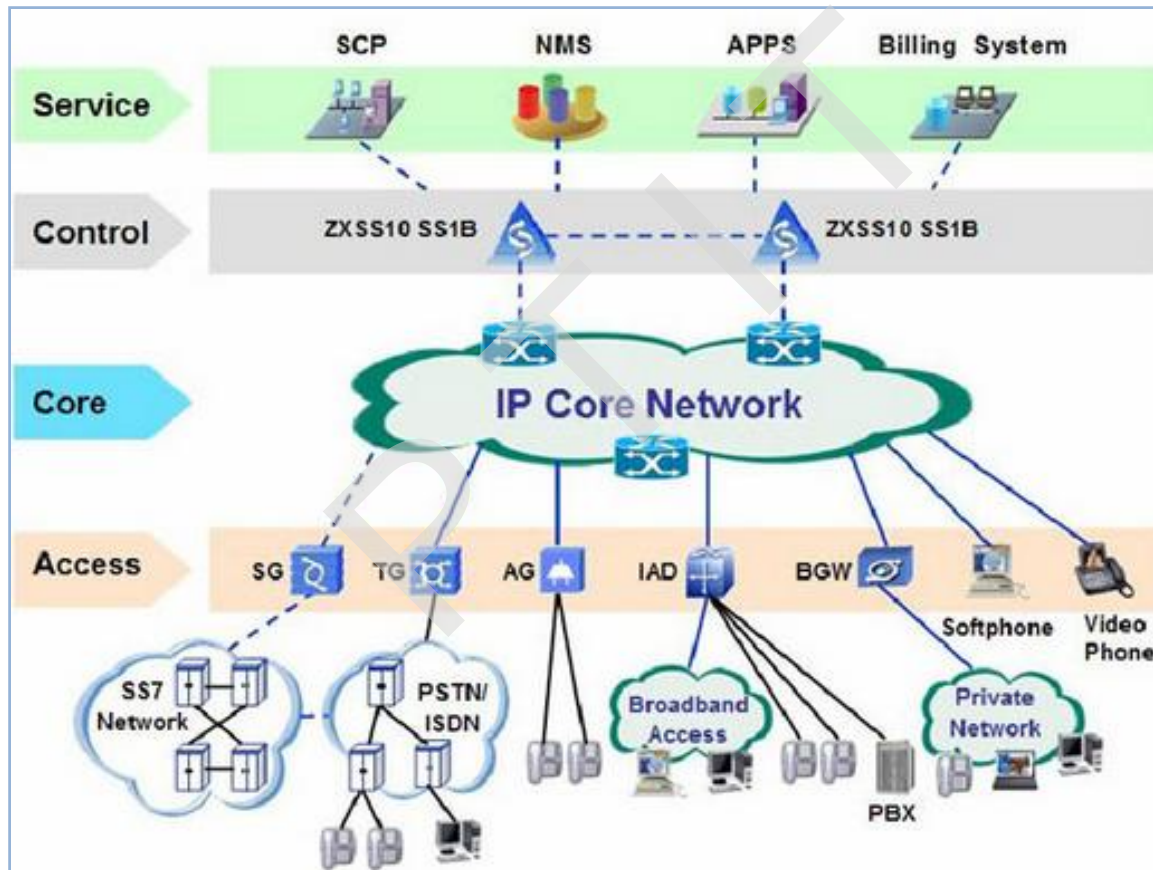 SCP
NMS
APPS
Billing System
Service
Control
ZXSS10 SS1B
ZXSS10 SS1B
Core
IP Core Network
Access
SG
TG
AG
IAD
BGW
Softphone
Video
Phone
SS7
Network
PSTN/
ISDN
Broadband
Access
Private
Network
PBX
PTIT